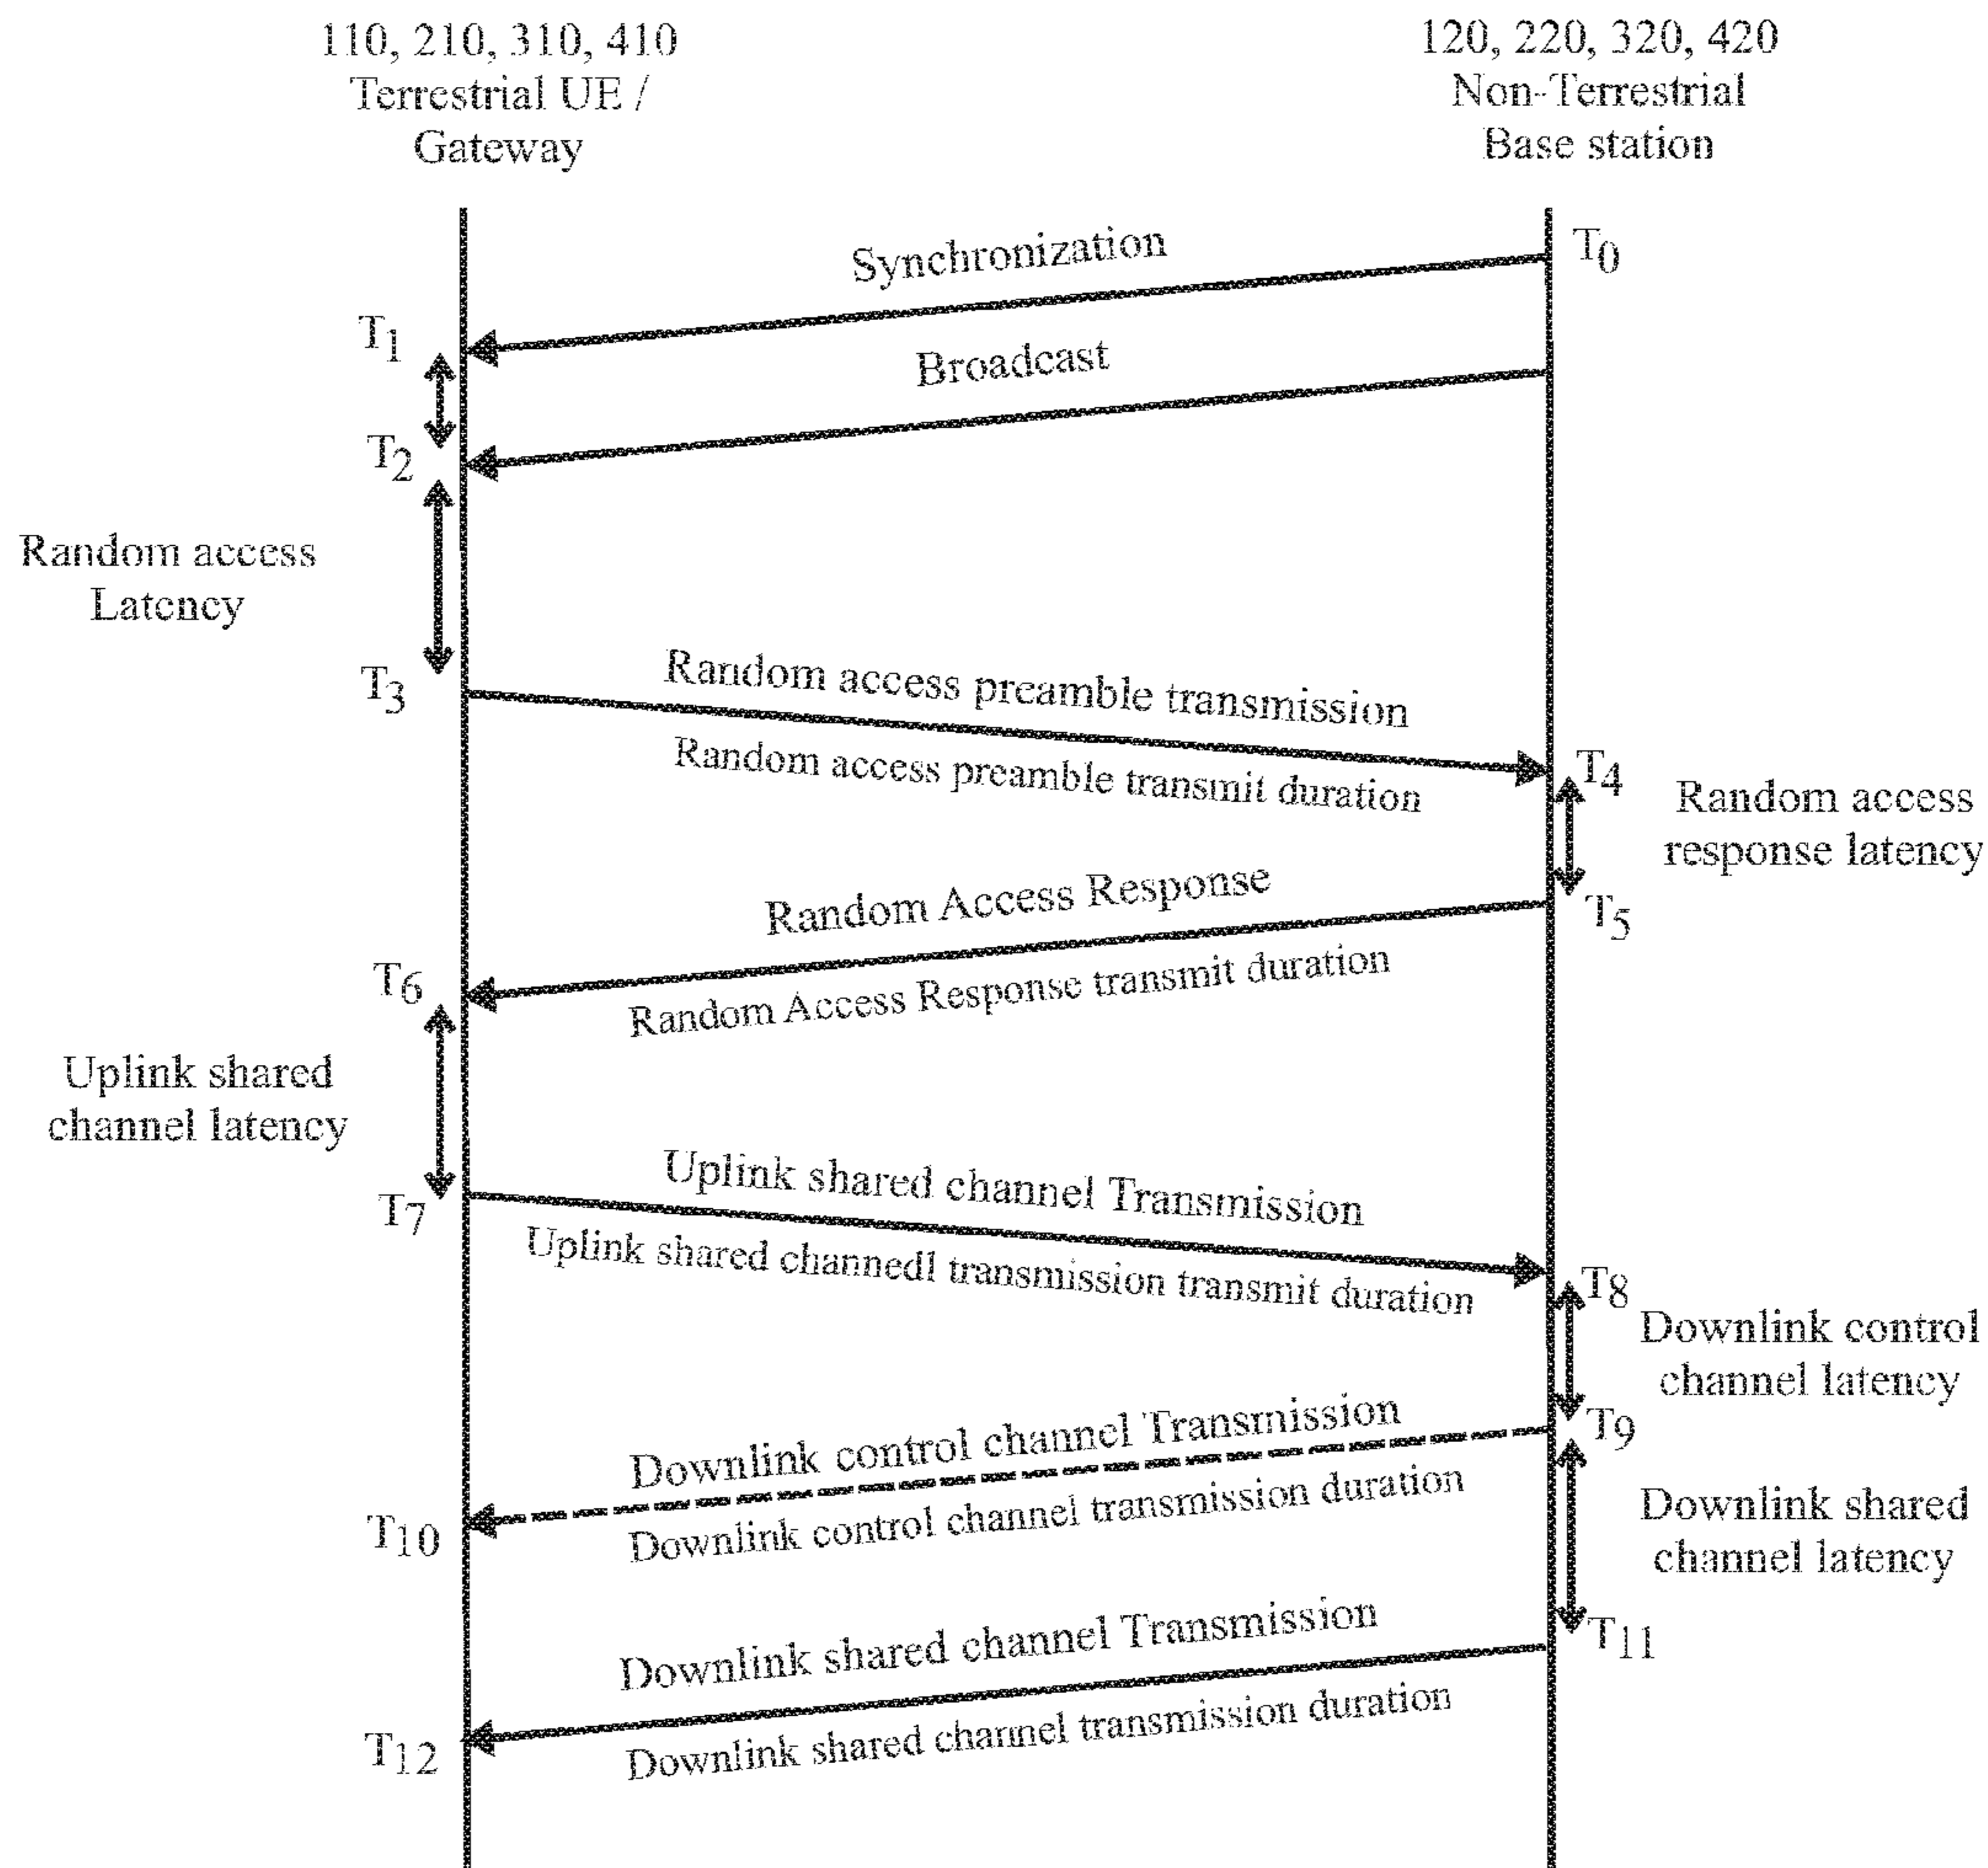 110, 210, 310, 410
Terrestrial UE /
Gateway
120, 220, 320, 420
Non-Terrestrial
Base station
Synchronization
T0
T1
Broadcast
T2
Random access
Latency
T3
Random access preamble transmission
Random access preamble transmit duration
T4
Random access
response latency
Random Access Response
T5
T6
Random Access Response transmit duration
Uplink shared
channel latency
T7
Uplink shared channel Transmission
Uplink shared channedl transmission transmit duration
T8
Downlink control
channel latency
Downlink control channel Transmission
T9
T10
Downlink control channel transmission duration
Downlink shared
channel latency
Downlink shared channel Transmission
T11
T12
Downlink shared channel transmission duration